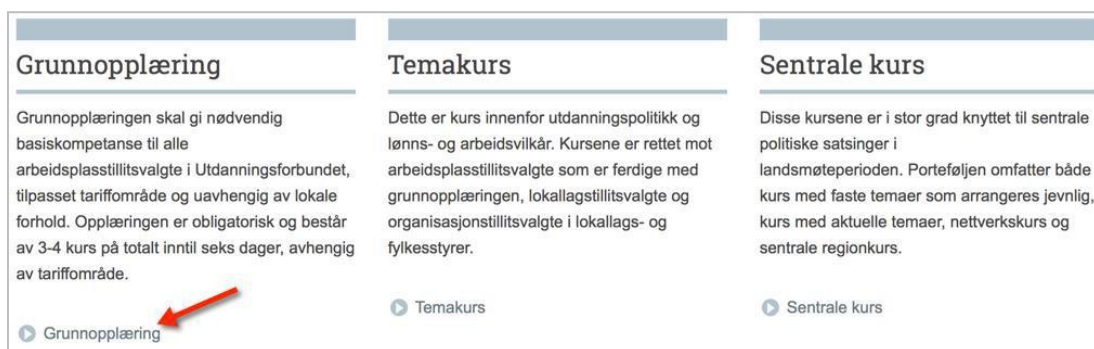 Grunnopplæring
Grunnopplæringen skal gi nødvendig
basiskompetanse til alle
arbeidsplasstillitsvalgte i Utdanningsforbundet,
tilpasset tariffområde og uavhengig av lokale
forhold. Opplæringen er obligatorisk og består
av 3-4 kurs på totalt inntil seks dager, avhengig
av tariffområde.
Grunnopplæring
Temakurs
Dette er kurs innenfor utdanningspolitikk og
lønns- og arbeidsvilkår. Kursene er rettet mot
arbeidsplasstillitsvalgte som er ferdige med
grunnopplæringen, lokallagstillitsvalgte og
organisasjonstillitsvalgte i lokallags- og
fylkesstyrer.
Temakurs
Sentrale kurs
Disse kursene er i stor grad knyttet til sentrale
politiske satsinger i
landsmøteperioden. Porteføljen omfatter både
kurs med faste temaer som arrangeres jevnlig,
kurs med aktuelle temaer, nettverkskurs og
sentrale regionkurs.
Sentrale kurs